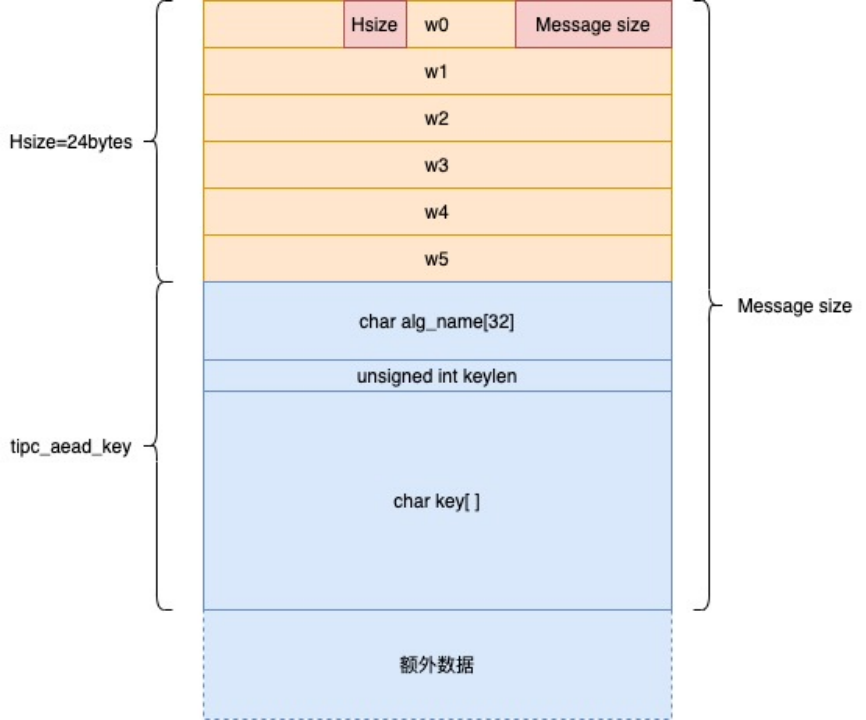 Hsize
w0
Message size
w1
w2
Hsize=24bytes
w3
w4
w5
char alg_name[32]
Message size
unsigned int keylen
tipc_aead_key
char key[ ]
额外数据